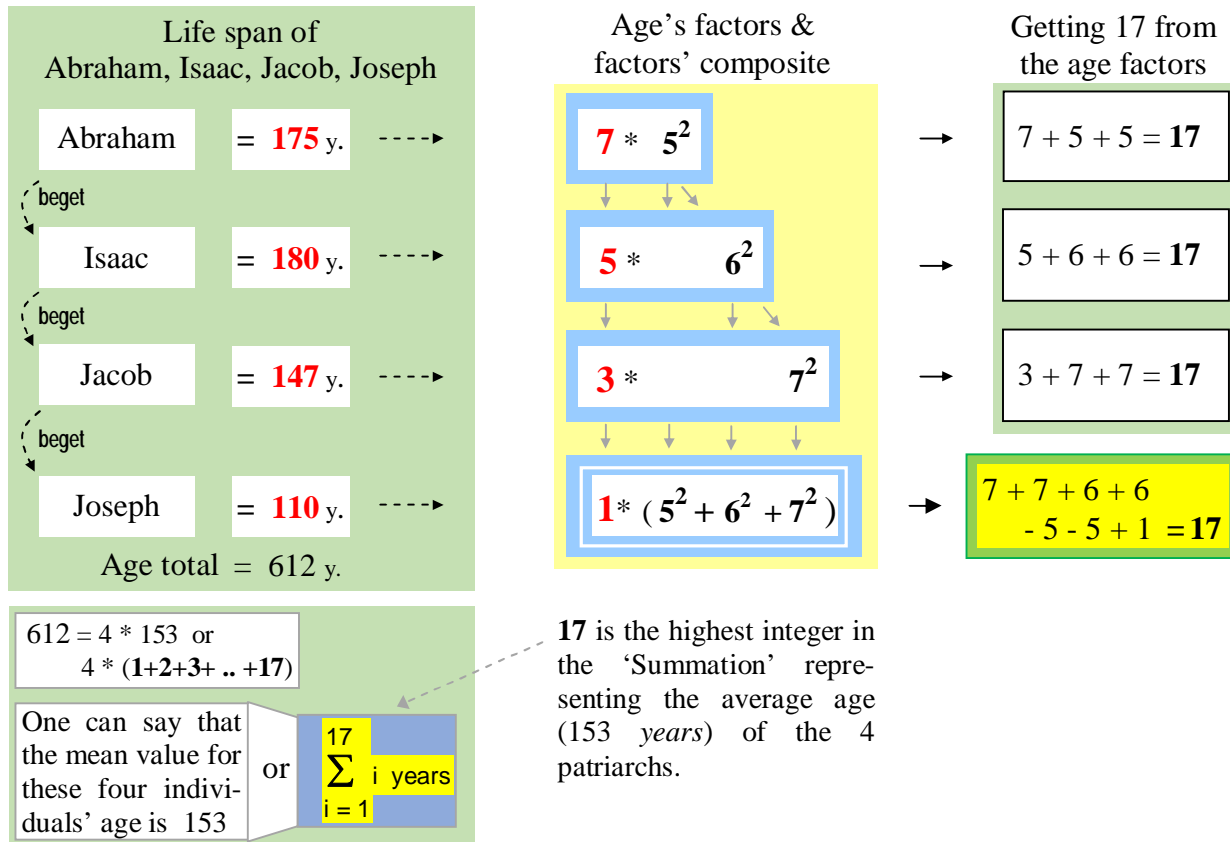 Life span of
Abraham, Isaac, Jacob, Joseph
Age's factors &
factors' composite
Getting 17 from
the age factors
Abraham = 175 y.
7 * 5²
7 + 5 + 5 = 17
beget
Isaac = 180 y.
5 * 6²
5 + 6 + 6 = 17
beget
Jacob = 147 y.
3 * 7²
3 + 7 + 7 = 17
beget
Joseph = 110 y.
1* ( 5² + 6² + 7² )
7 + 7 + 6 + 6
- 5 - 5 + 1 = 17
Age total = 612 y.
612 = 4 * 153 or
4 * (1+2+3+ .. +17)
One can say that
the mean value for
these four indivi-
duals' age is 153
or
17
Σ i years
i = 1
17 is the highest integer in
the 'Summation' repre-
senting the average age
(153 years) of the 4
patriarchs.